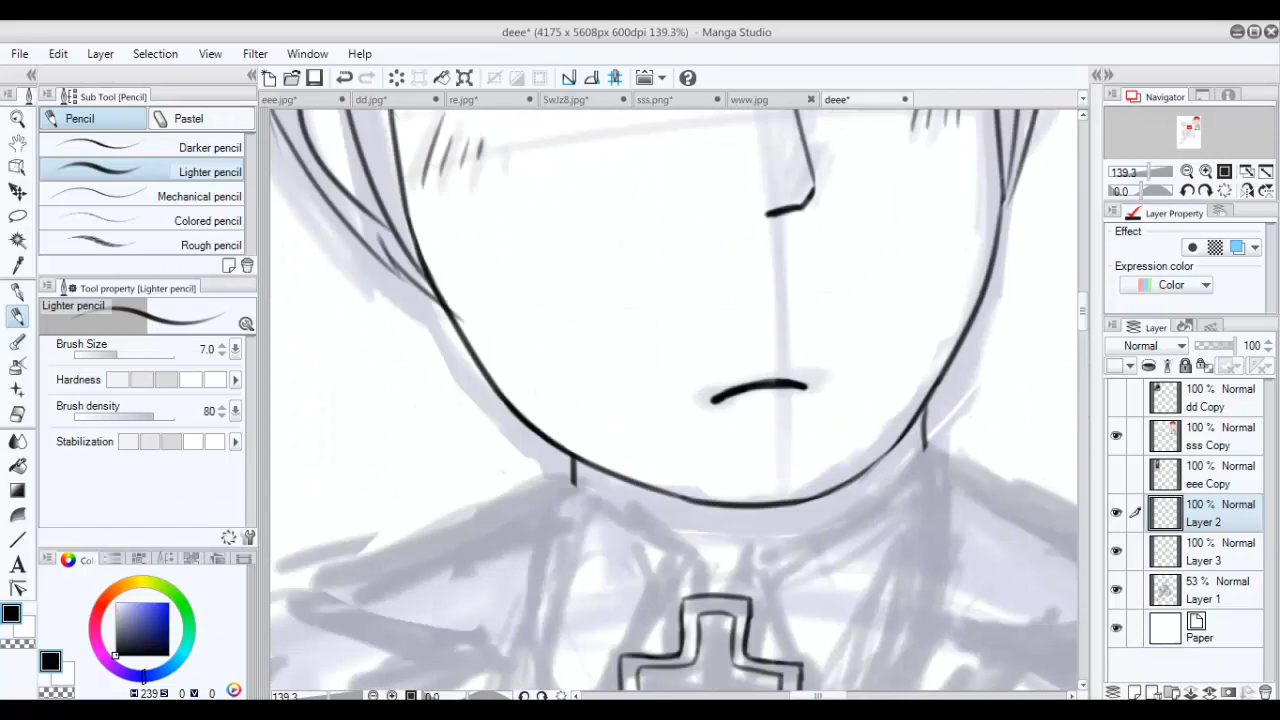 deee* (4175 x 5608px 600dpi 139.3%) - Manga Studio
File Edit Layer Selection View Filter Window Help
Sub Tool [Pencil]
eee.jpg* dd.jpg* re.jpg* SwJz8.jpg* sss.png* www.jpg deee*
Navigator
Pencil Pastel
Darker pencil
Lighter pencil
Mechanical pencil
Colored pencil
Rough pencil
139.3
0.0
Layer Property
Effect
Expression color
Color
Tool property [Lighter pencil]
Lighter pencil
Brush Size 7.0
Hardness
Brush density 80
Stabilization
Layer
Normal 100
100 % Normal
dd Copy
100 % Normal
sss Copy
100 % Normal
eee Copy
100 % Normal
Layer 2
100 % Normal
Layer 3
53 % Normal
Layer 1
Paper
H 239 S 0 V 0
139.3 0.0